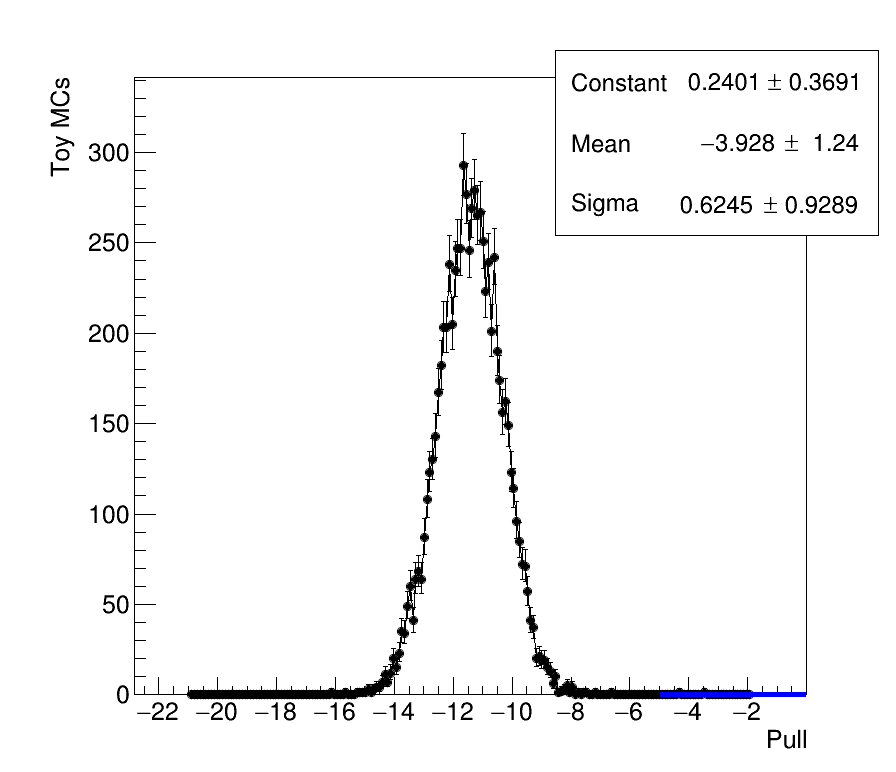 Toy MCs
Constant 0.2401 ± 0.3691
Mean −3.928 ± 1.24
Sigma 0.6245 ± 0.9289
300
250
200
150
100
50
0
−22 −20 −18 −16 −14 −12 −10 −8 −6 −4 −2
Pull